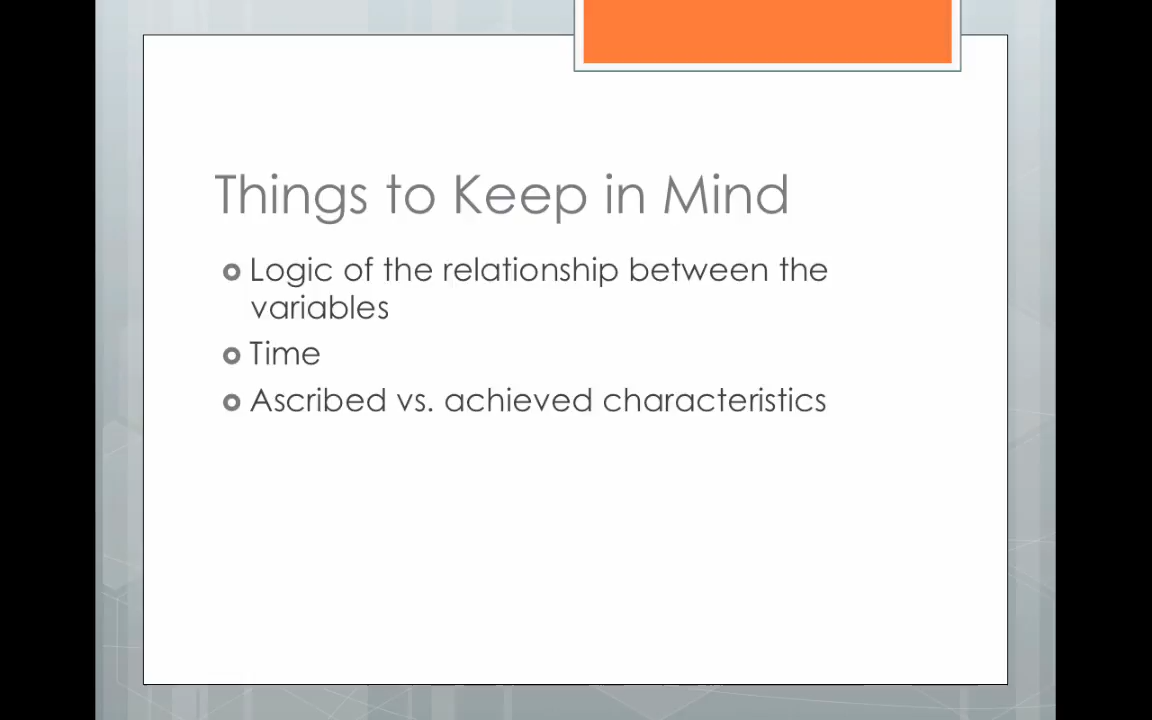 Things to Keep in Mind
Logic of the relationship between the
variables
Time
Ascribed vs. achieved characteristics